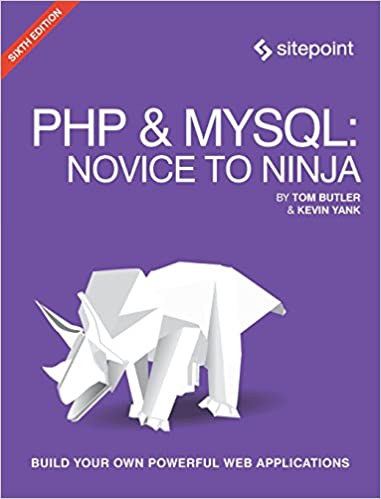 SIXTH EDITION
sitepoint
PHP & MYSQL:
NOVICE TO NINJA
BY TOM BUTLER
& KEVIN YANK
BUILD YOUR OWN POWERFUL WEB APPLICATIONS